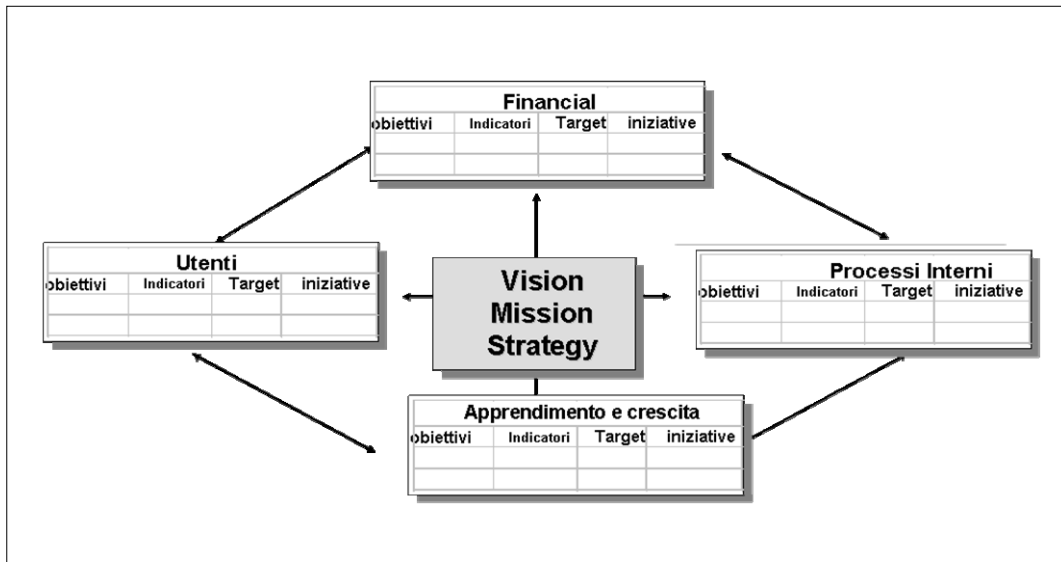 Financial
obiettivi Indicatori Target iniziative
Utenti
obiettivi Indicatori Target iniziative
Vision
Mission
Strategy
Processi Interni
obiettivi Indicatori Target iniziative
Apprendimento e crescita
obiettivi Indicatori Target iniziative